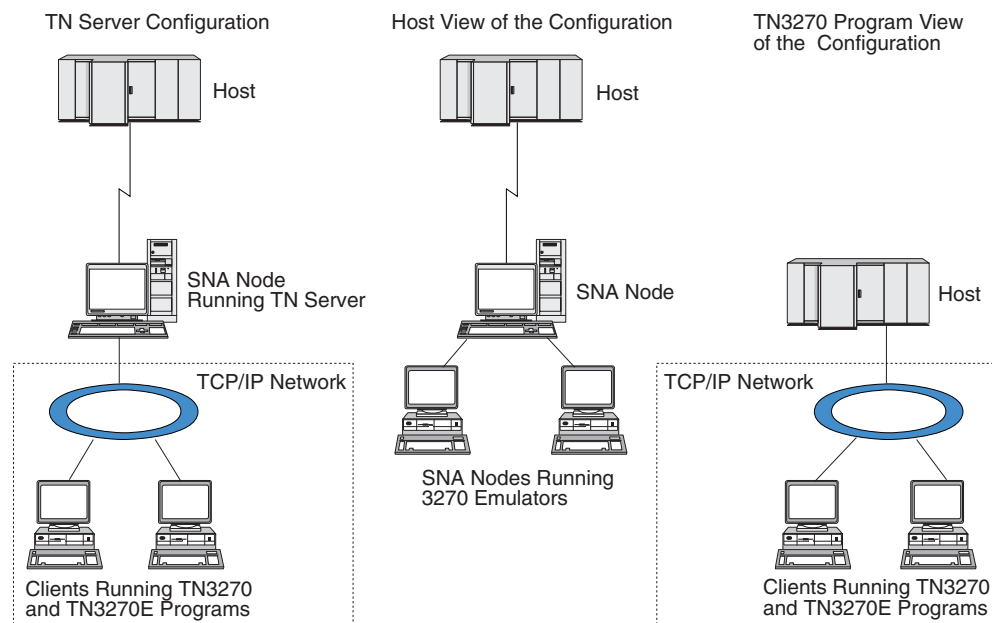 TN Server Configuration
Host
SNA Node
Running TN Server
TCP/IP Network
Clients Running TN3270
and TN3270E Programs
Host View of the Configuration
Host
SNA Node
SNA Nodes Running
3270 Emulators
TN3270 Program View
of the Configuration
Host
TCP/IP Network
Clients Running TN3270
and TN3270E Programs